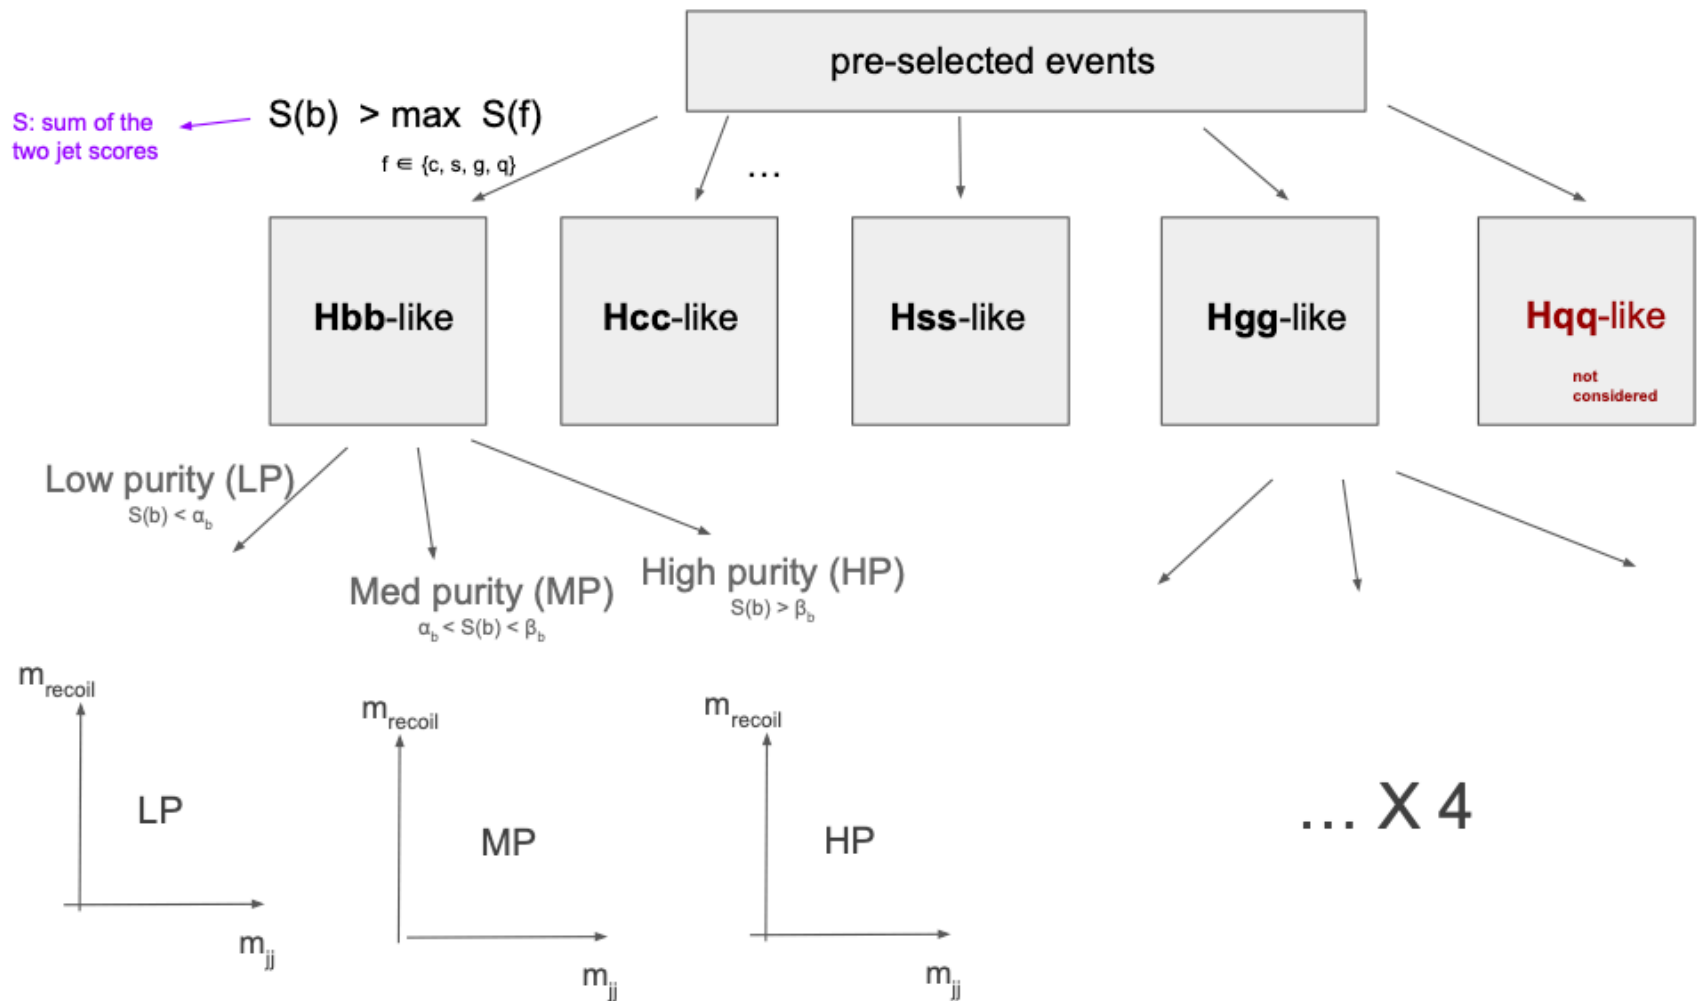 pre-selected events
S: sum of the
two jet scores
S(b) > max S(f)
f ∈ {c, s, g, q}
...
Hbb-like
Hcc-like
Hss-like
Hgg-like
Hqq-like
not
considered
Low purity (LP)
S(b) < α_b
Med purity (MP)
α_b < S(b) < β_b
High purity (HP)
S(b) > β_b
m_recoil
LP
m_jj
m_recoil
MP
m_jj
m_recoil
HP
m_jj
... X 4